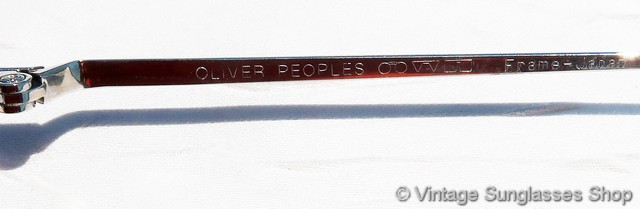 OLIVER PEOPLES Frame-Japan
© Vintage Sunglasses Shop